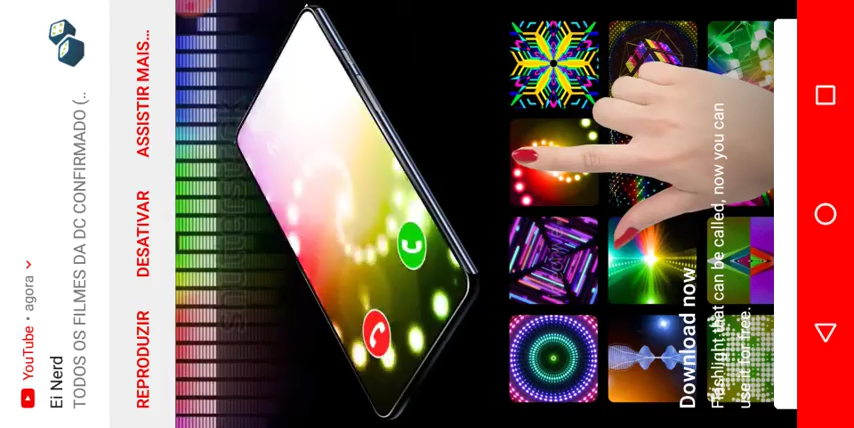 YouTube • agora
Ei Nerd
TODOS OS FILMES DA DC CONFIRMADO (..
REPRODUZIR DESATIVAR ASSISTIR MAIS...
shutterstock
Download now
Flashlight that can be called, now you can
use it for free.